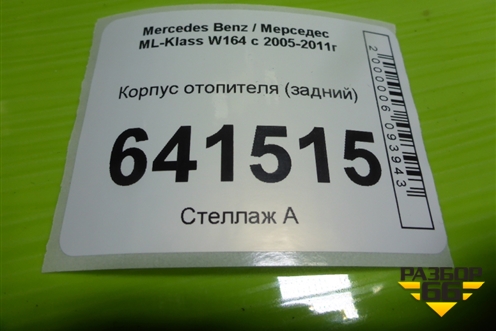 Mercedes Benz / Мерседес
ML-Klass W164 с 2005-2011г
Корпус отопителя (задний)
641515
Стеллаж А
2000006093943
РАЗБОР
66